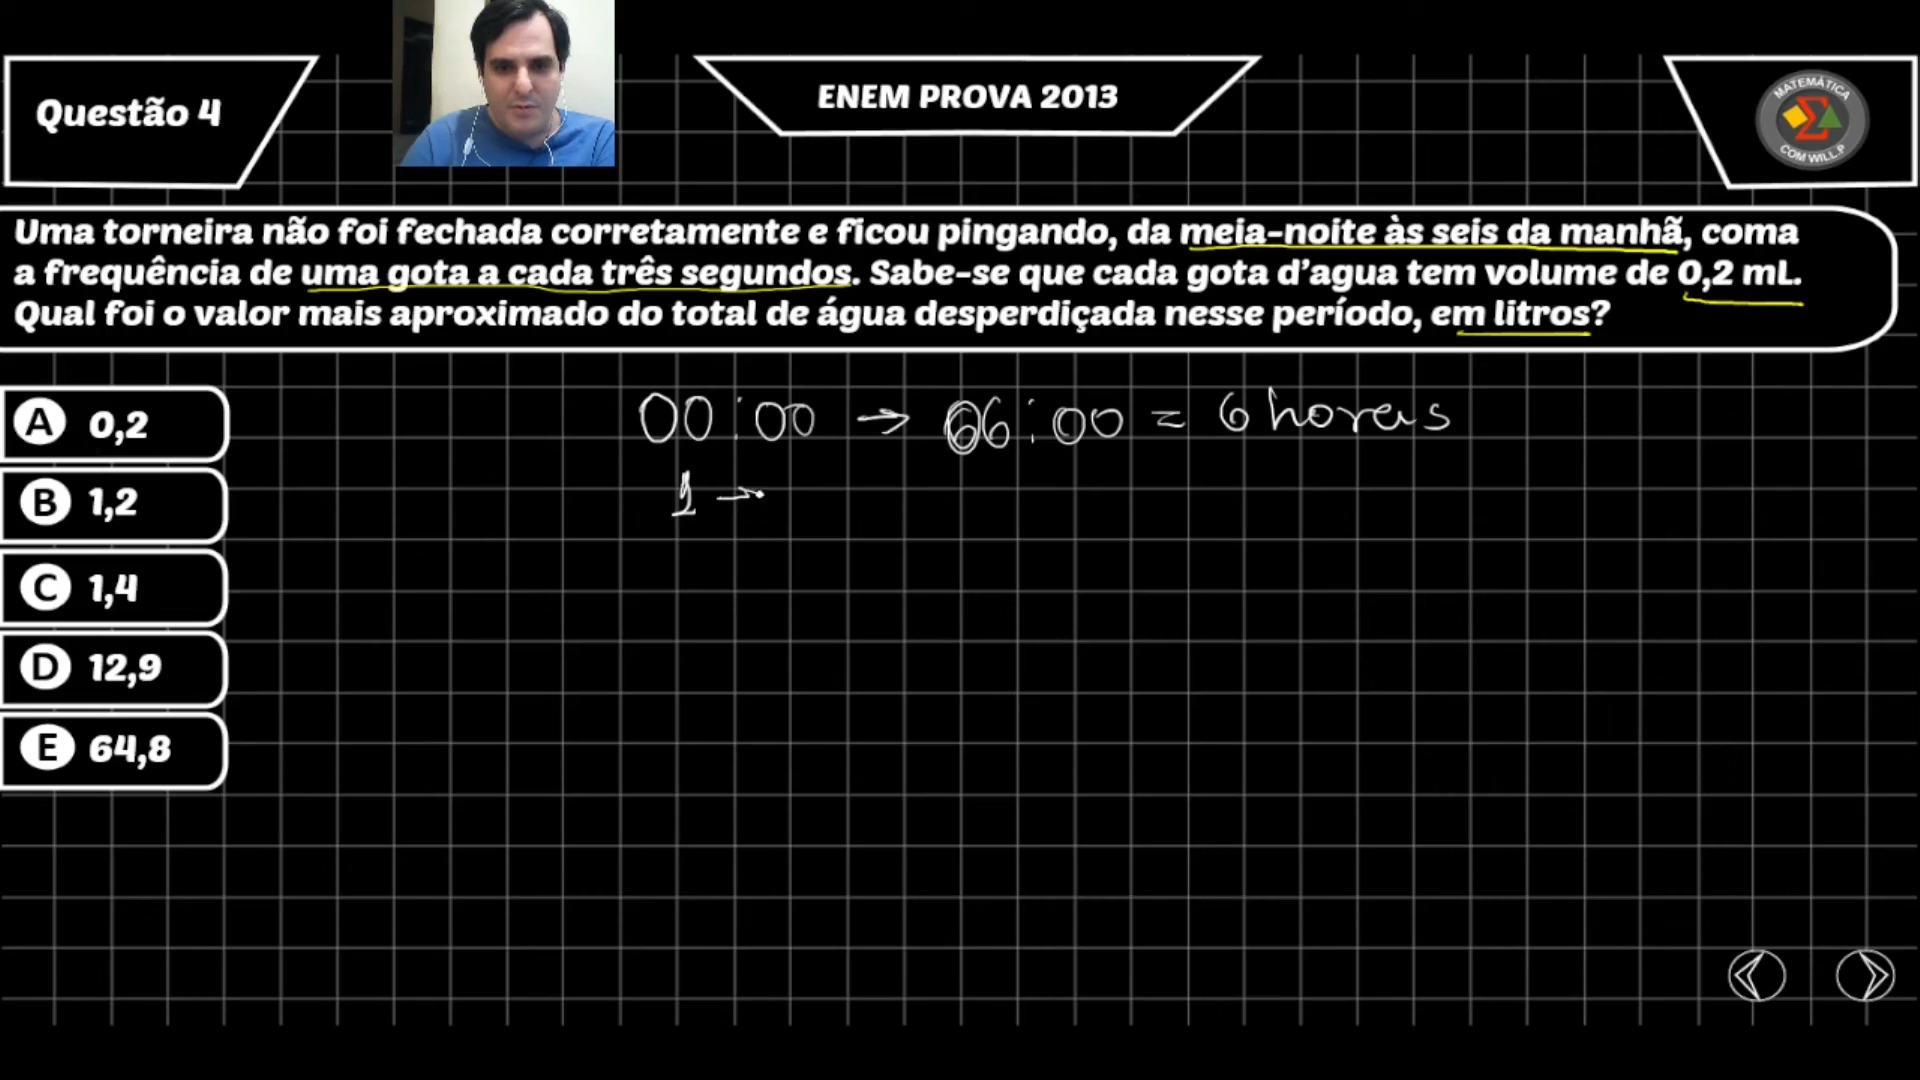 Questão 4
ENEM PROVA 2013
MATEMÁTICA
COM WILL.P
Uma torneira não foi fechada corretamente e ficou pingando, da meia-noite às seis da manhã, coma
a frequência de uma gota a cada três segundos. Sabe-se que cada gota d'agua tem volume de 0,2 mL.
Qual foi o valor mais aproximado do total de água desperdiçada nesse período, em litros?
00:00 → 06:00 = 6 horas
1 →
A 0,2
B 1,2
C 1,4
D 12,9
E 64,8